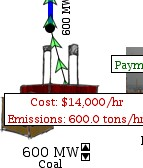 600 MW
Paym
Cost: $14,000/hr
Emissions: 600.0 tons/hr
600 MW
Coal